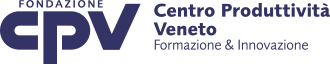 FONDAZIONE
CPV
Centro Produttività
Veneto
Formazione & Innovazione